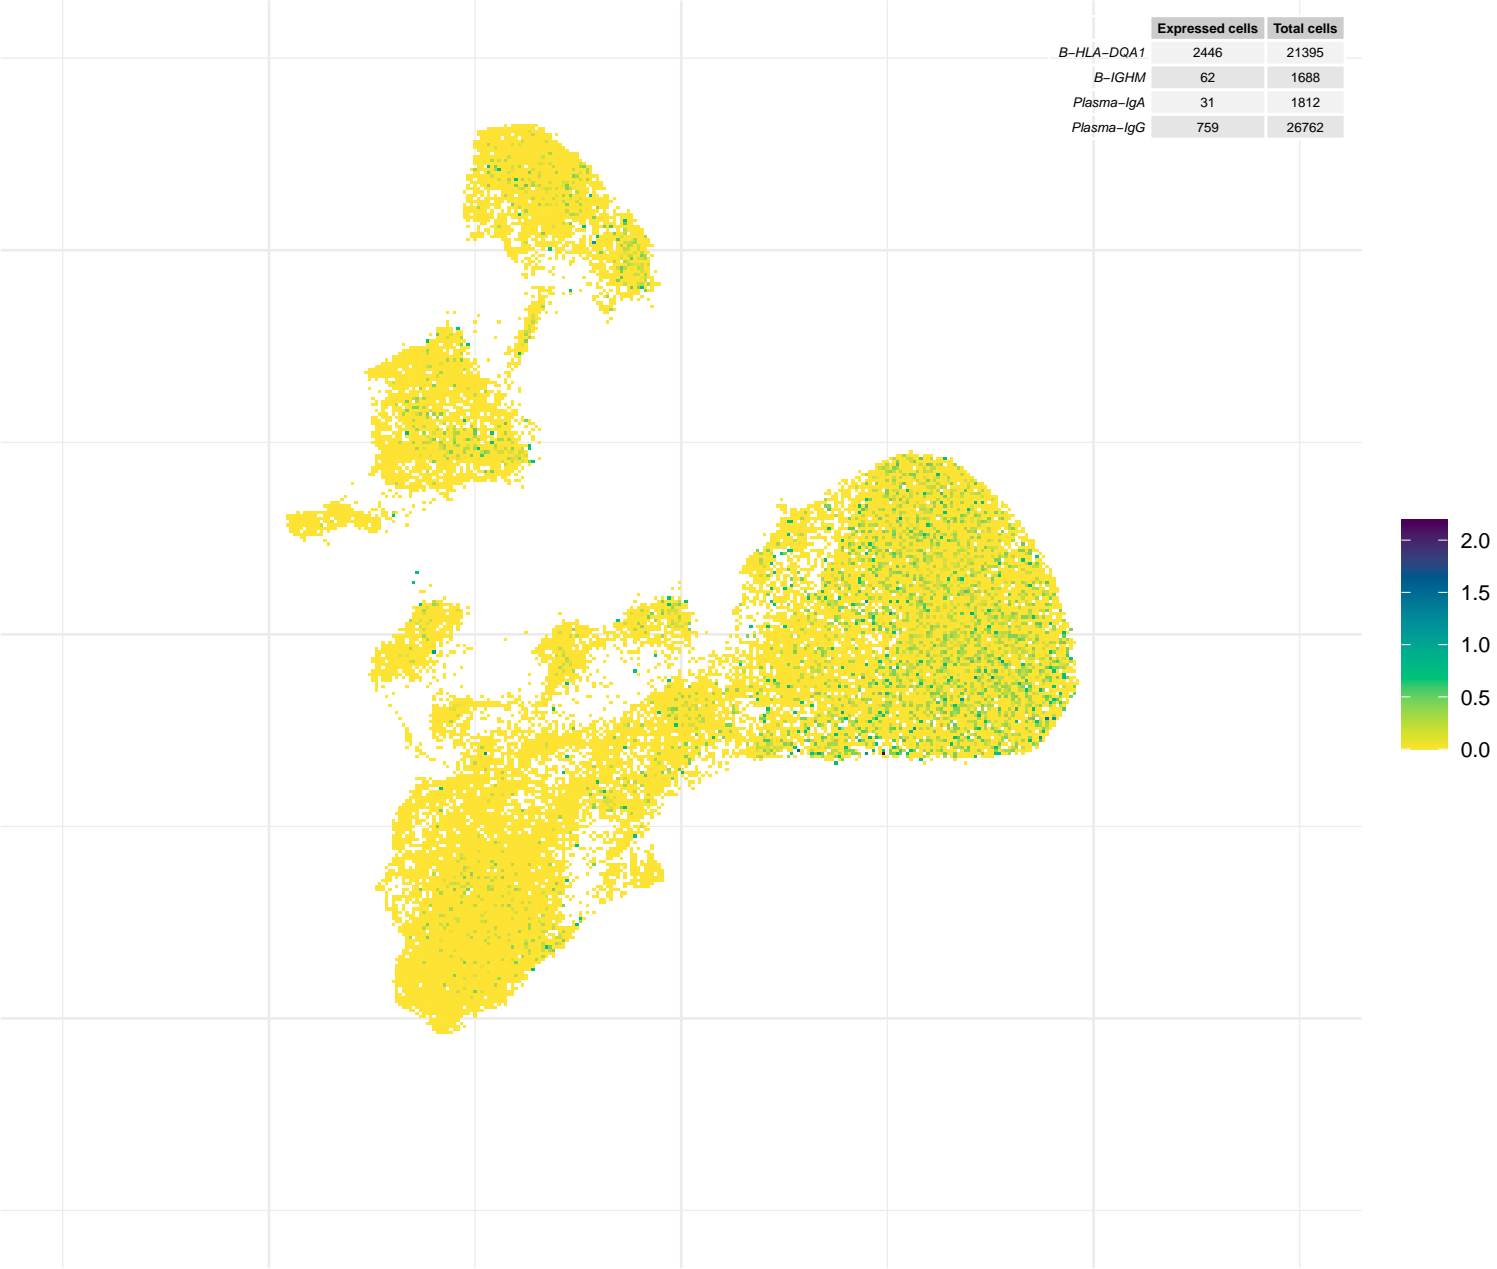 Expressed cells Total cells
B−HLA−DQA1 2446 21395
B−IGHM 62 1688
Plasma−IgA 31 1812
Plasma−IgG 759 26762
2.0
1.5
1.0
0.5
0.0